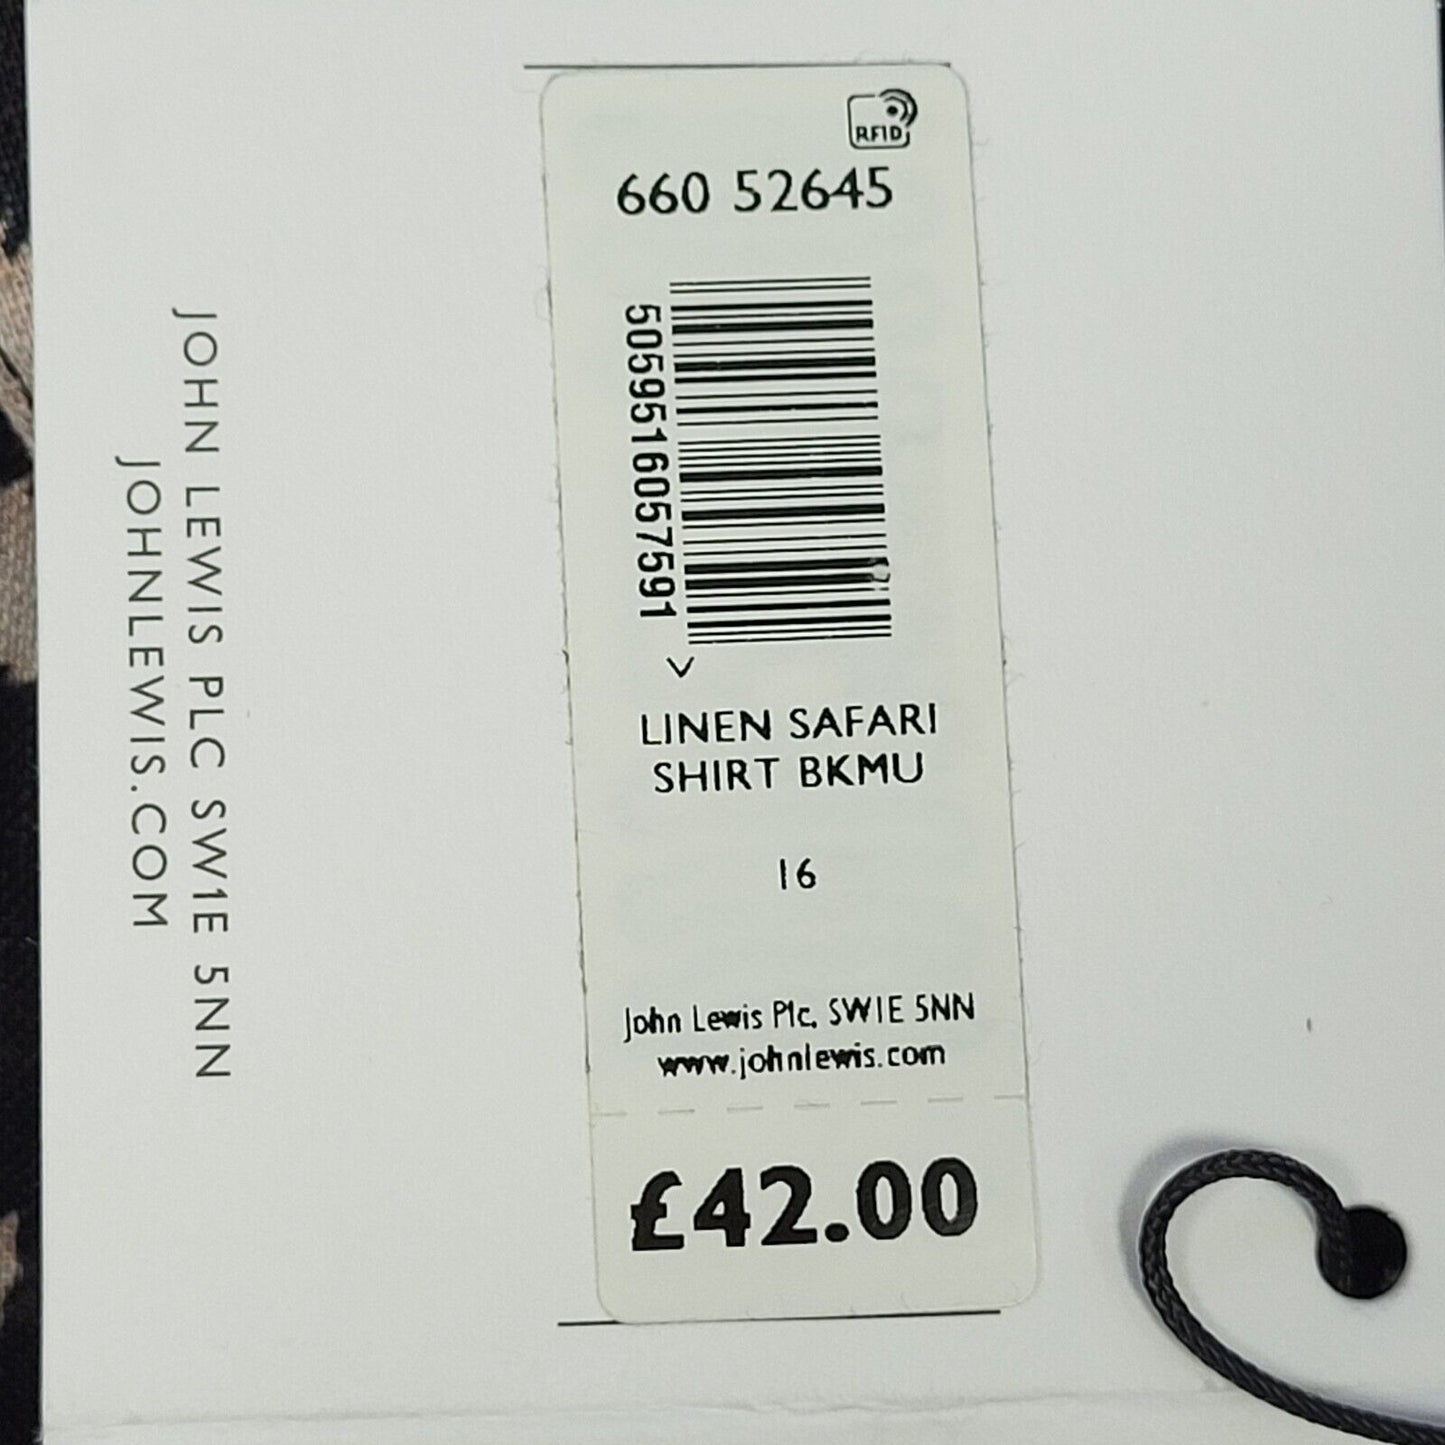 RFID
660 52645
5059516057591
>
LINEN SAFARI
SHIRT BKMU
16
John Lewis Plc, SW1E 5NN
www.johnlewis.com
£42.00
JOHN LEWIS PLC SW1E 5NN
JOHNLEWIS.COM